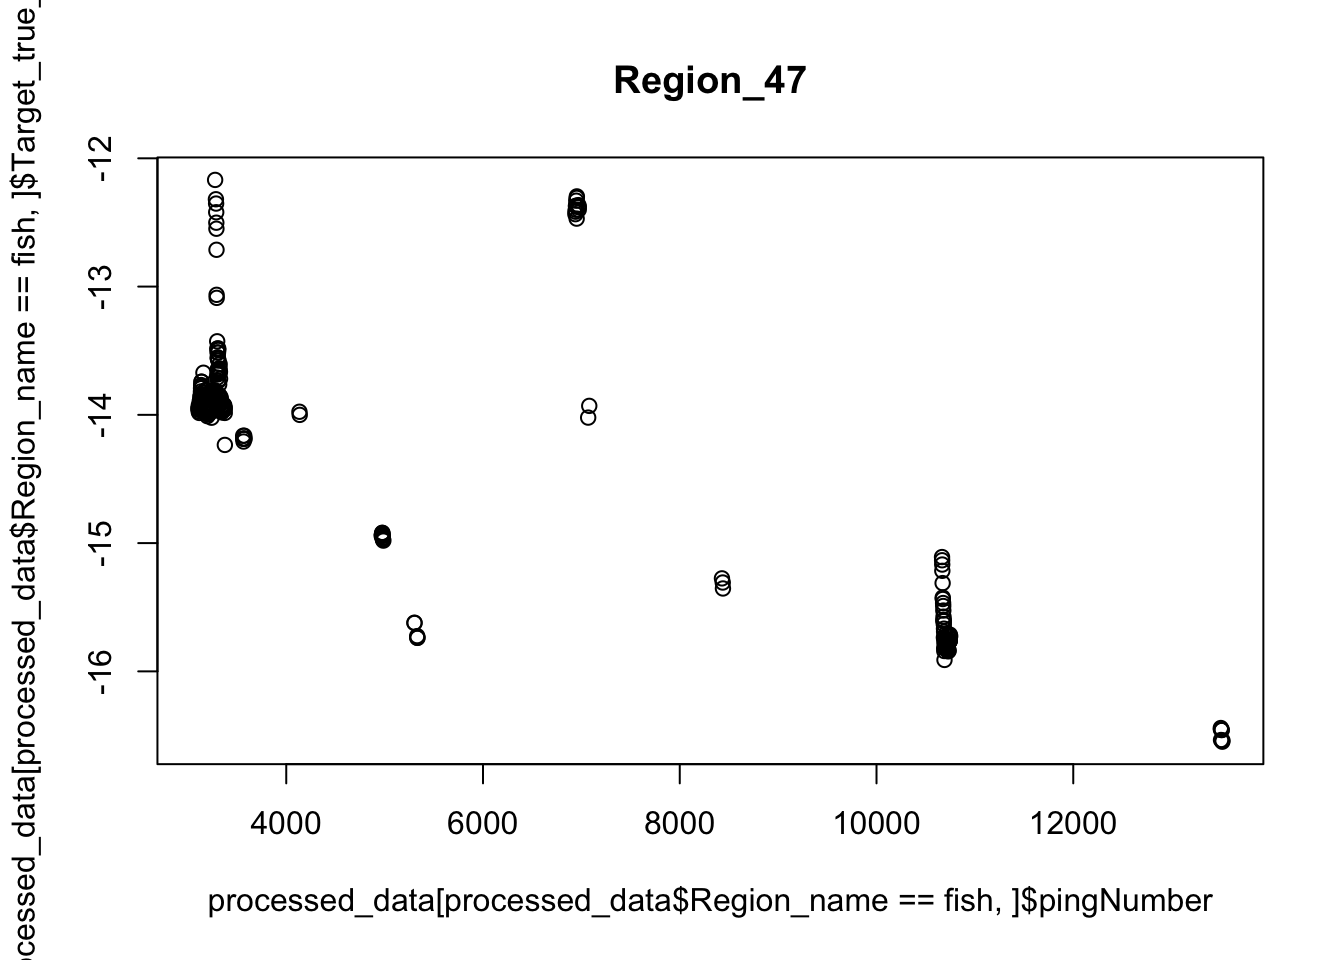 Region_47
cessed_data[processed_data$Region_name == fish, ]$Target_true_
-12
-13
-14
-15
-16
4000 6000 8000 10000 12000
processed_data[processed_data$Region_name == fish, ]$pingNumber